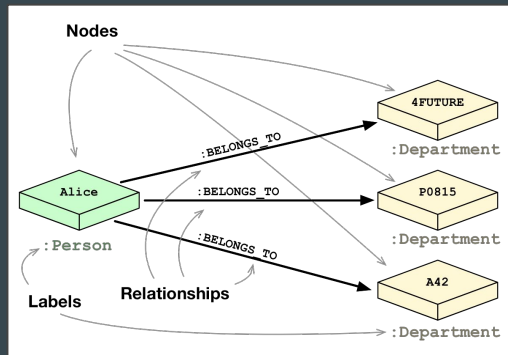 Nodes
4FUTURE
:BELONGS_TO
:Department
Alice
:BELONGS_TO
P0815
:Person
:BELONGS_TO
:Department
A42
Labels
Relationships
:Department